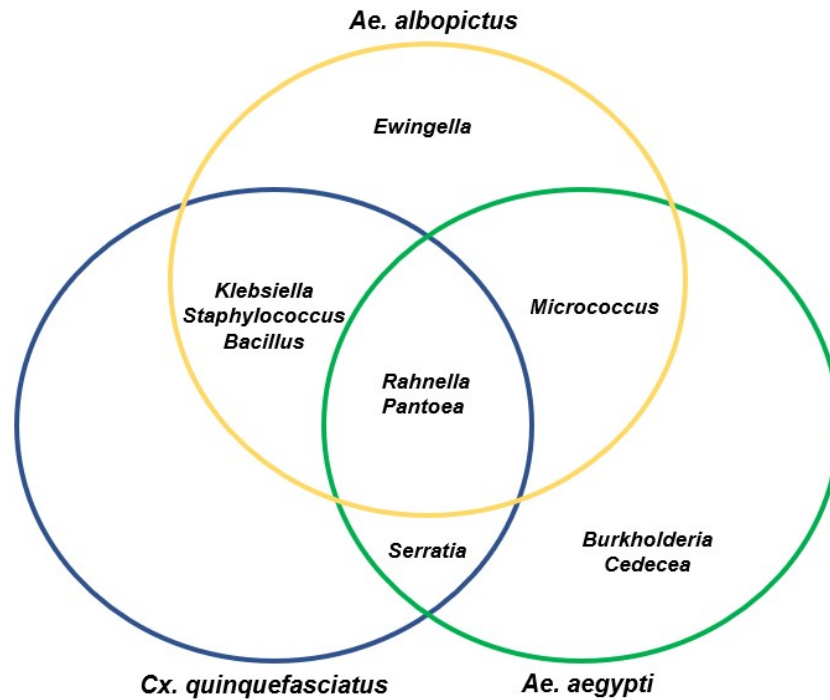 Ae. albopictus
Ewingella
Klebsiella
Staphylococcus
Bacillus
Micrococcus
Rahnella
Pantoea
Serratia
Burkholderia
Cedecea
Cx. quinquefasciatus
Ae. aegypti